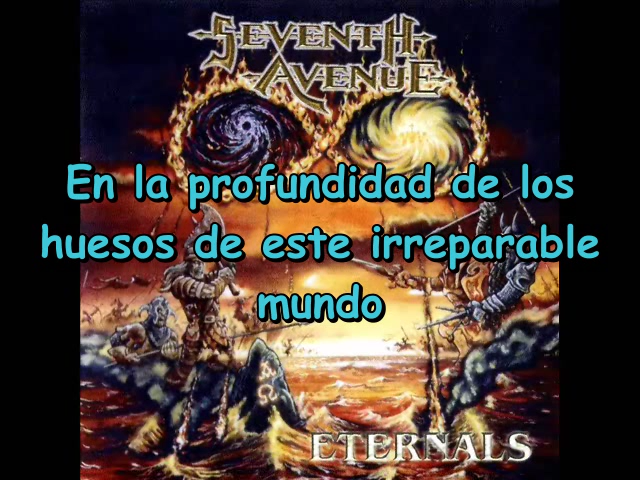 SEVENTH
AVENUE
En la profundidad de los
huesos de este irreparable
mundo
ETERNALS